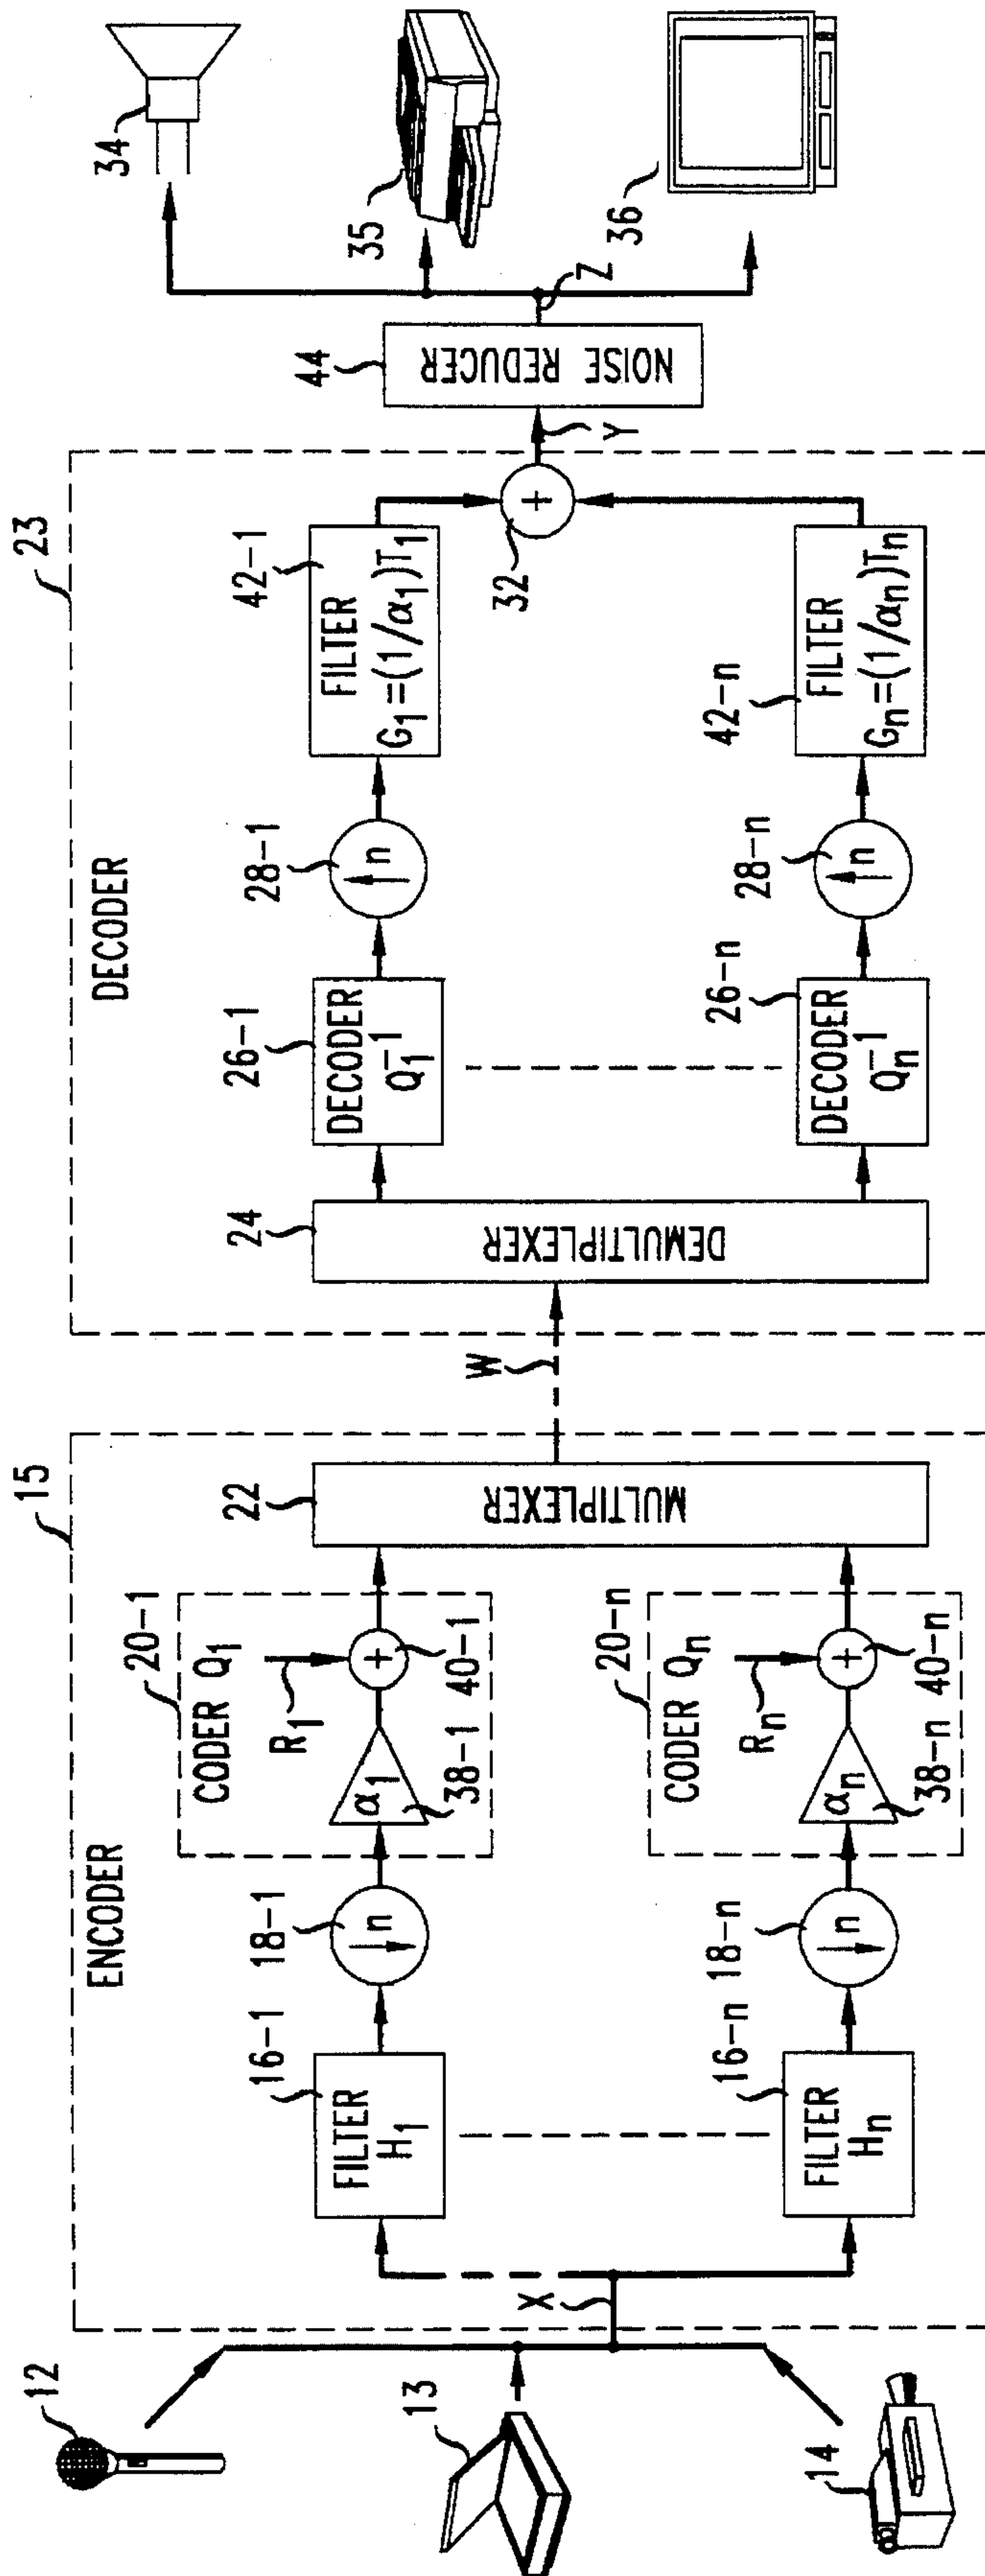 12
13
14
X
ENCODER
15
16-1
FILTER
H1
18-1
↓n
20-1
CODER Q1
R1
α1
38-1
+
40-1
16-n
FILTER
Hn
18-n
↓n
20-n
CODER Qn
Rn
αn
38-n
+
40-n
22
MULTIPLEXER
W
DECODER
23
24
DEMULTIPLEXER
26-1
DECODER
Q1^-1
28-1
↑n
42-1
FILTER
G1=(1/α1)T1
26-n
DECODER
Qn^-1
28-n
↑n
42-n
FILTER
Gn=(1/αn)Tn
32
+
Y
44
NOISE REDUCER
Z
34
35
36